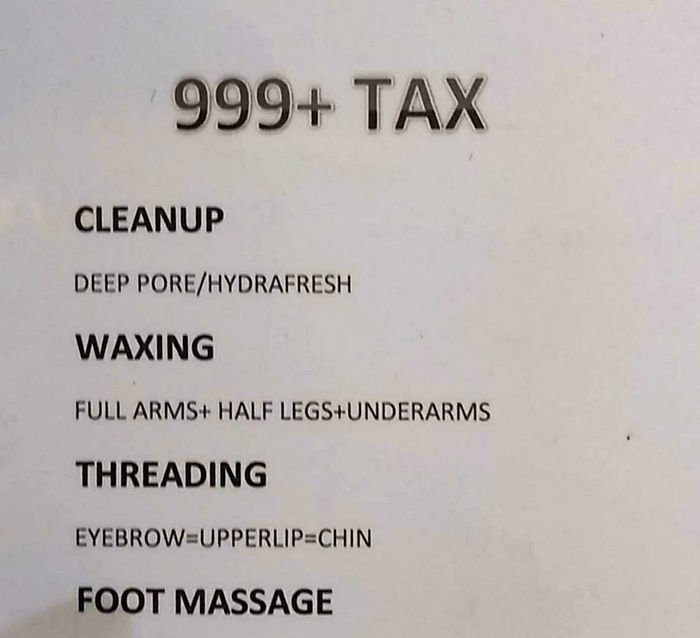 999+ TAX
CLEANUP
DEEP PORE/HYDRAFRESH
WAXING
FULL ARMS+ HALF LEGS+UNDERARMS
THREADING
EYEBROW=UPPERLIP=CHIN
FOOT MASSAGE